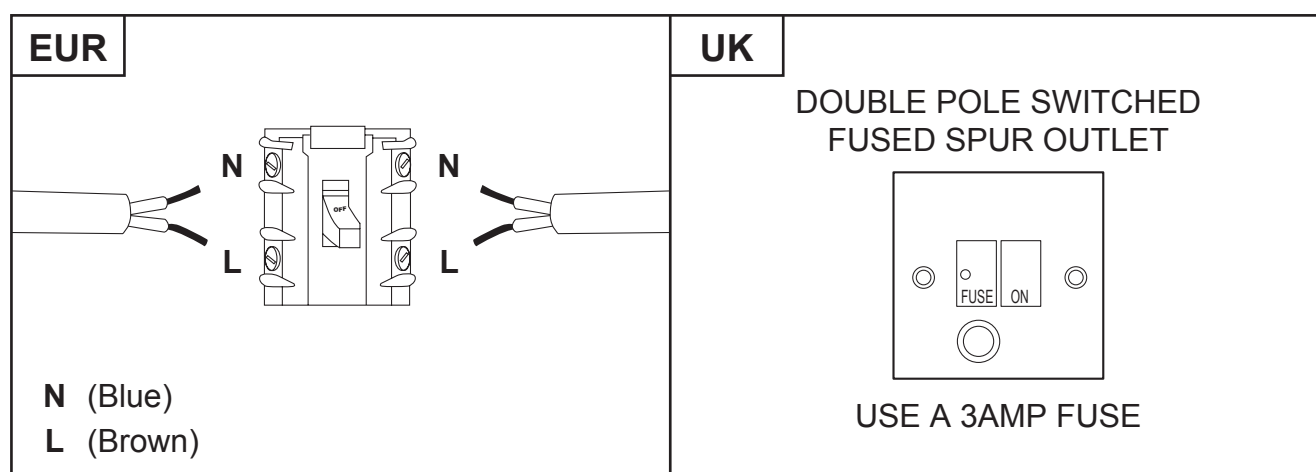 EUR
N
N
OFF
L
L
N (Blue)
L (Brown)
UK
DOUBLE POLE SWITCHED
FUSED SPUR OUTLET
FUSE ON
USE A 3AMP FUSE